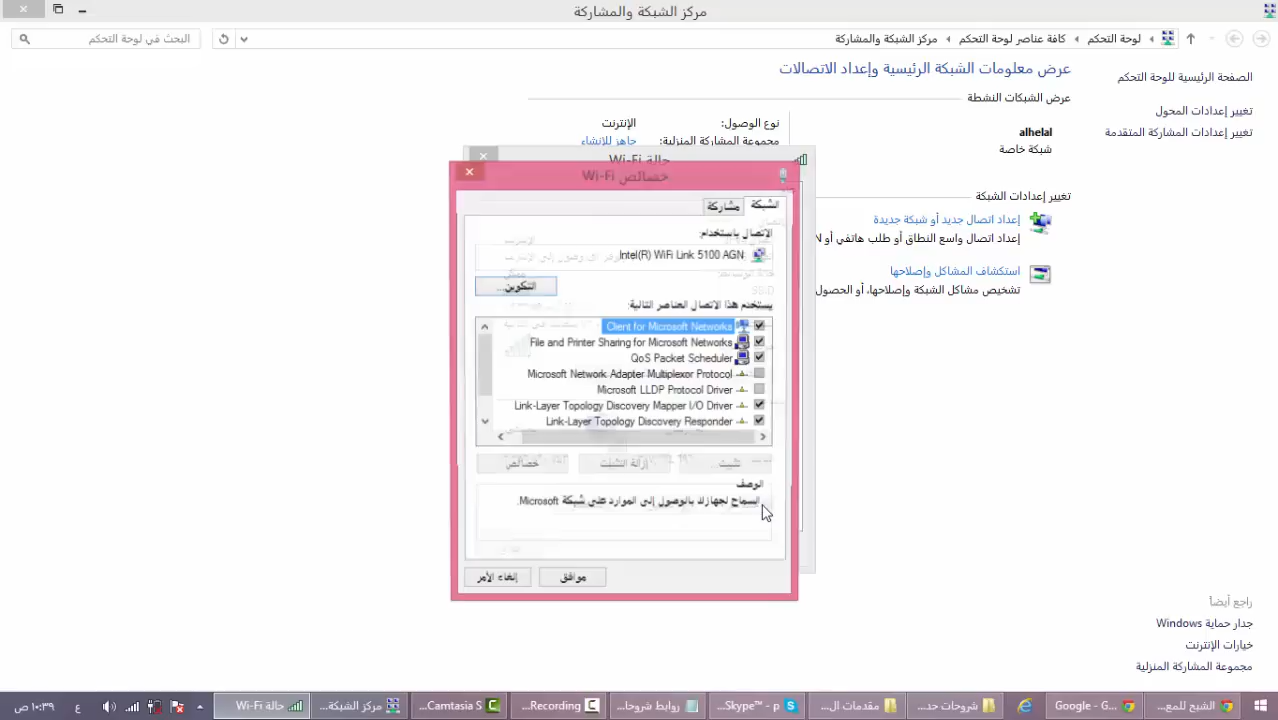 مركز الشبكة والمشاركة
لوحة التحكم
كافة عناصر لوحة التحكم
مركز الشبكة والمشاركة
البحث في لوحة التحكم
الصفحة الرئيسية للوحة التحكم
تغيير إعدادات المحول
تغيير إعدادات المشاركة المتقدمة
عرض معلومات الشبكة الرئيسية وإعداد الاتصالات
عرض الشبكات النشطة
alhelal
شبكة خاصة
نوع الوصول: الإنترنت
مجموعة المشاركة المنزلية: جاهز للإنشاء
تغيير إعدادات الشبكة
إعداد اتصال جديد أو شبكة جديدة
إعداد اتصال واسع النطاق أو طلب هاتفي أو
استكشاف المشاكل وإصلاحها
تشخيص مشاكل الشبكة وإصلاحها, أو الحصول
حالة Wi-Fi
خصائص Wi-Fi
الشبكة
مشاركة
الاتصال باستخدام:
Intel(R) WiFi Link 5100 AGN
التكوين...
يستخدم هذا الاتصال العناصر التالية:
Client for Microsoft Networks
File and Printer Sharing for Microsoft Networks
QoS Packet Scheduler
Microsoft Network Adapter Multiplexor Protocol
Microsoft LLDP Protocol Driver
Link-Layer Topology Discovery Mapper I/O Driver
Link-Layer Topology Discovery Responder
تثبيت...
إزالة التثبيت
خصائص
الوصف
السماح لجهازك بالوصول إلى الموارد على شبكة Microsoft.
موافق
إلغاء الأمر
راجع أيضاً
جدار حماية Windows
خيارات الإنترنت
مجموعة المشاركة المنزلية
الشيخ للمع...
Google - G...
شروحات حد...
مقدمات ال...
Skype™ - p...
روابط شروحا...
Recording...
Camtasia S...
مركز الشبكة...
حالة Wi-Fi
ع
١٠:٣٩ ص